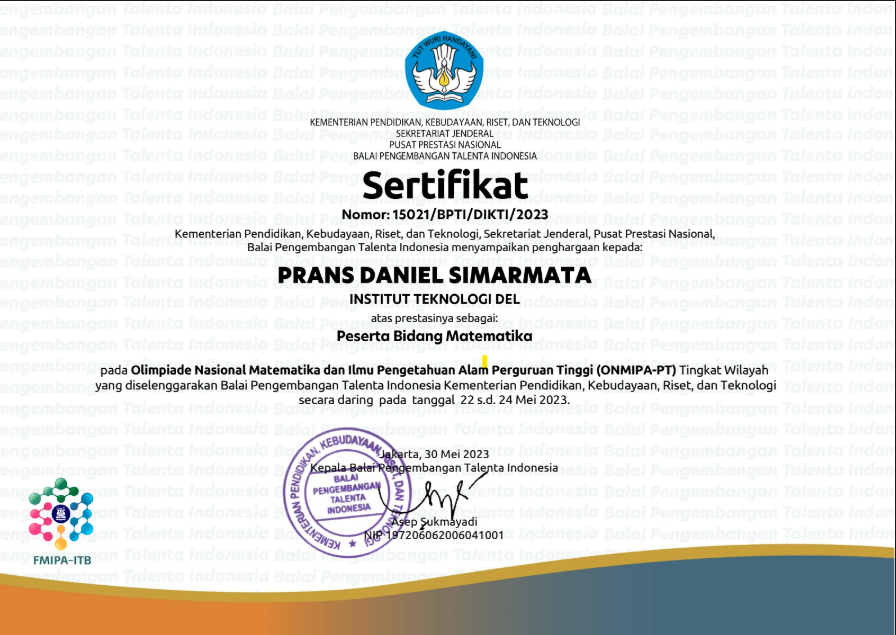 TUT WURI HANDAYANI
KEMENTERIAN PENDIDIKAN, KEBUDAYAAN, RISET, DAN TEKNOLOGI
SEKRETARIAT JENDERAL
PUSAT PRESTASI NASIONAL
BALAI PENGEMBANGAN TALENTA INDONESIA
Sertifikat
Nomor: 15021/BPTI/DIKTI/2023
Kementerian Pendidikan, Kebudayaan, Riset, dan Teknologi, Sekretariat Jenderal, Pusat Prestasi Nasional,
Balai Pengembangan Talenta Indonesia menyampaikan penghargaan kepada:
PRANS DANIEL SIMARMATA
INSTITUT TEKNOLOGI DEL
atas prestasinya sebagai:
Peserta Bidang Matematika
pada Olimpiade Nasional Matematika dan Ilmu Pengetahuan Alam Perguruan Tinggi (ONMIPA-PT) Tingkat Wilayah
yang diselenggarakan Balai Pengembangan Talenta Indonesia Kementerian Pendidikan, Kebudayaan, Riset, dan Teknologi
secara daring pada tanggal 22 s.d. 24 Mei 2023.
Jakarta, 30 Mei 2023
Kepala Balai Pengembangan Talenta Indonesia
KEMENTERIAN PENDIDIKAN, KEBUDAYAAN, RISET, DAN TEKNOLOGI
BALAI
PENGEMBANGAN
TALENTA
INDONESIA
Asep Sukmayadi
NIP 197206062006041001
FMIPA-ITB